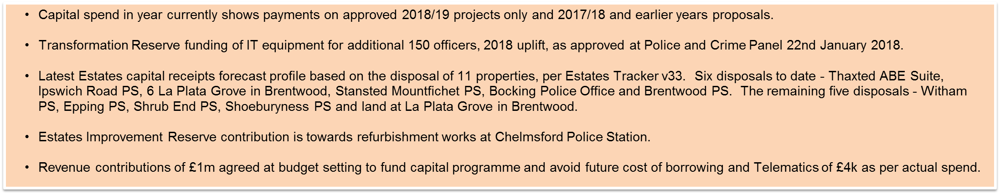 • Capital spend in year currently shows payments on approved 2018/19 projects only and 2017/18 and earlier years proposals.
• Transformation Reserve funding of IT equipment for additional 150 officers, 2018 uplift, as approved at Police and Crime Panel 22nd January 2018.
• Latest Estates capital receipts forecast profile based on the disposal of 11 properties, per Estates Tracker v33.  Six disposals to date - Thaxted ABE Suite,
Ipswich Road PS, 6 La Plata Grove in Brentwood, Stansted Mountfichet PS, Bocking Police Office and Brentwood PS.  The remaining five disposals - Witham
PS, Epping PS, Shrub End PS, Shoeburyness PS and land at La Plata Grove in Brentwood.
• Estates Improvement Reserve contribution is towards refurbishment works at Chelmsford Police Station.
• Revenue contributions of £1m agreed at budget setting to fund capital programme and avoid future cost of borrowing and Telematics of £4k as per actual spend.